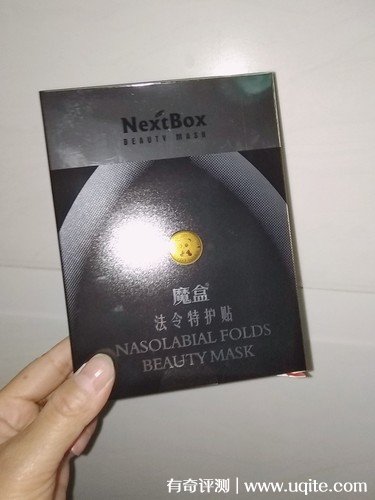 NextBox
BEAUTY MASK
魔盒
法令特护贴
NASOLABIAL FOLDS
BEAUTY MASK
有奇评测 | www.uqite.com